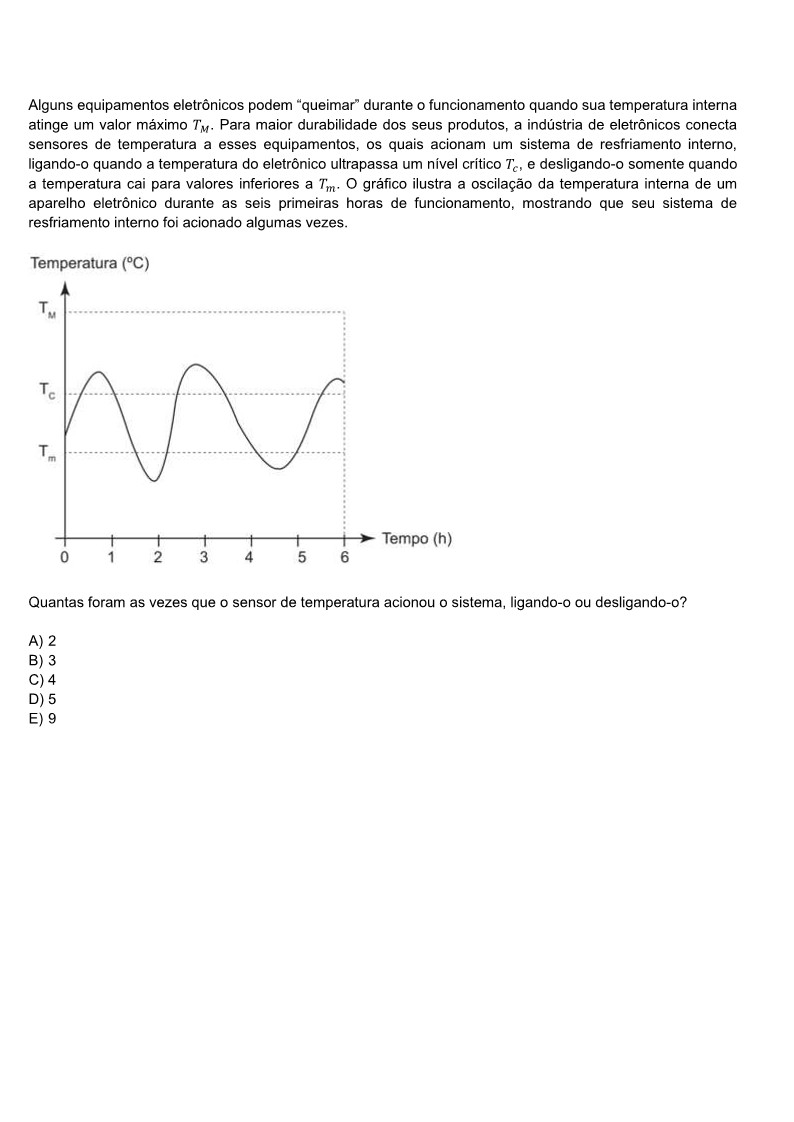 Alguns equipamentos eletrônicos podem “queimar” durante o funcionamento quando sua temperatura interna
atinge um valor máximo T_M. Para maior durabilidade dos seus produtos, a indústria de eletrônicos conecta
sensores de temperatura a esses equipamentos, os quais acionam um sistema de resfriamento interno,
ligando-o quando a temperatura do eletrônico ultrapassa um nível crítico T_c, e desligando-o somente quando
a temperatura cai para valores inferiores a T_m. O gráfico ilustra a oscilação da temperatura interna de um
aparelho eletrônico durante as seis primeiras horas de funcionamento, mostrando que seu sistema de
resfriamento interno foi acionado algumas vezes.
Temperatura (ºC)
T_M
T_C
T_m
0 1 2 3 4 5 6
Tempo (h)
Quantas foram as vezes que o sensor de temperatura acionou o sistema, ligando-o ou desligando-o?
A) 2
B) 3
C) 4
D) 5
E) 9